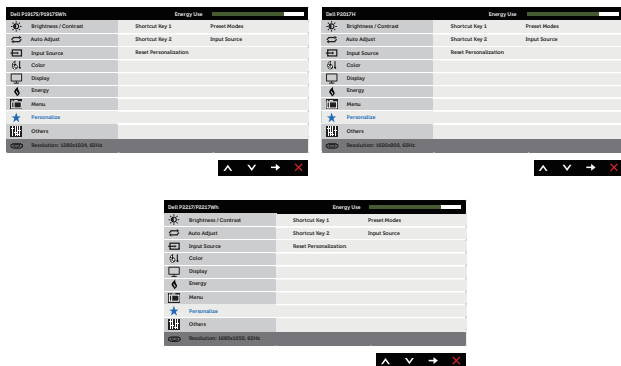 Dell P1917S/P1917SWh Energy Use
Brightness / Contrast Shortcut Key 1 Preset Modes
Auto Adjust Shortcut Key 2 Input Source
Input Source Reset Personalization
Color
Display
Energy
Menu
Personalize
Others
Resolution: 1280x1024, 60Hz
Dell P2017H Energy Use
Brightness / Contrast Shortcut Key 1 Preset Modes
Auto Adjust Shortcut Key 2 Input Source
Input Source Reset Personalization
Color
Display
Energy
Menu
Personalize
Others
Resolution: 1600x900, 60Hz
Dell P2217/P2217Wh Energy Use
Brightness / Contrast Shortcut Key 1 Preset Modes
Auto Adjust Shortcut Key 2 Input Source
Input Source Reset Personalization
Color
Display
Energy
Menu
Personalize
Others
Resolution: 1680x1050, 60Hz